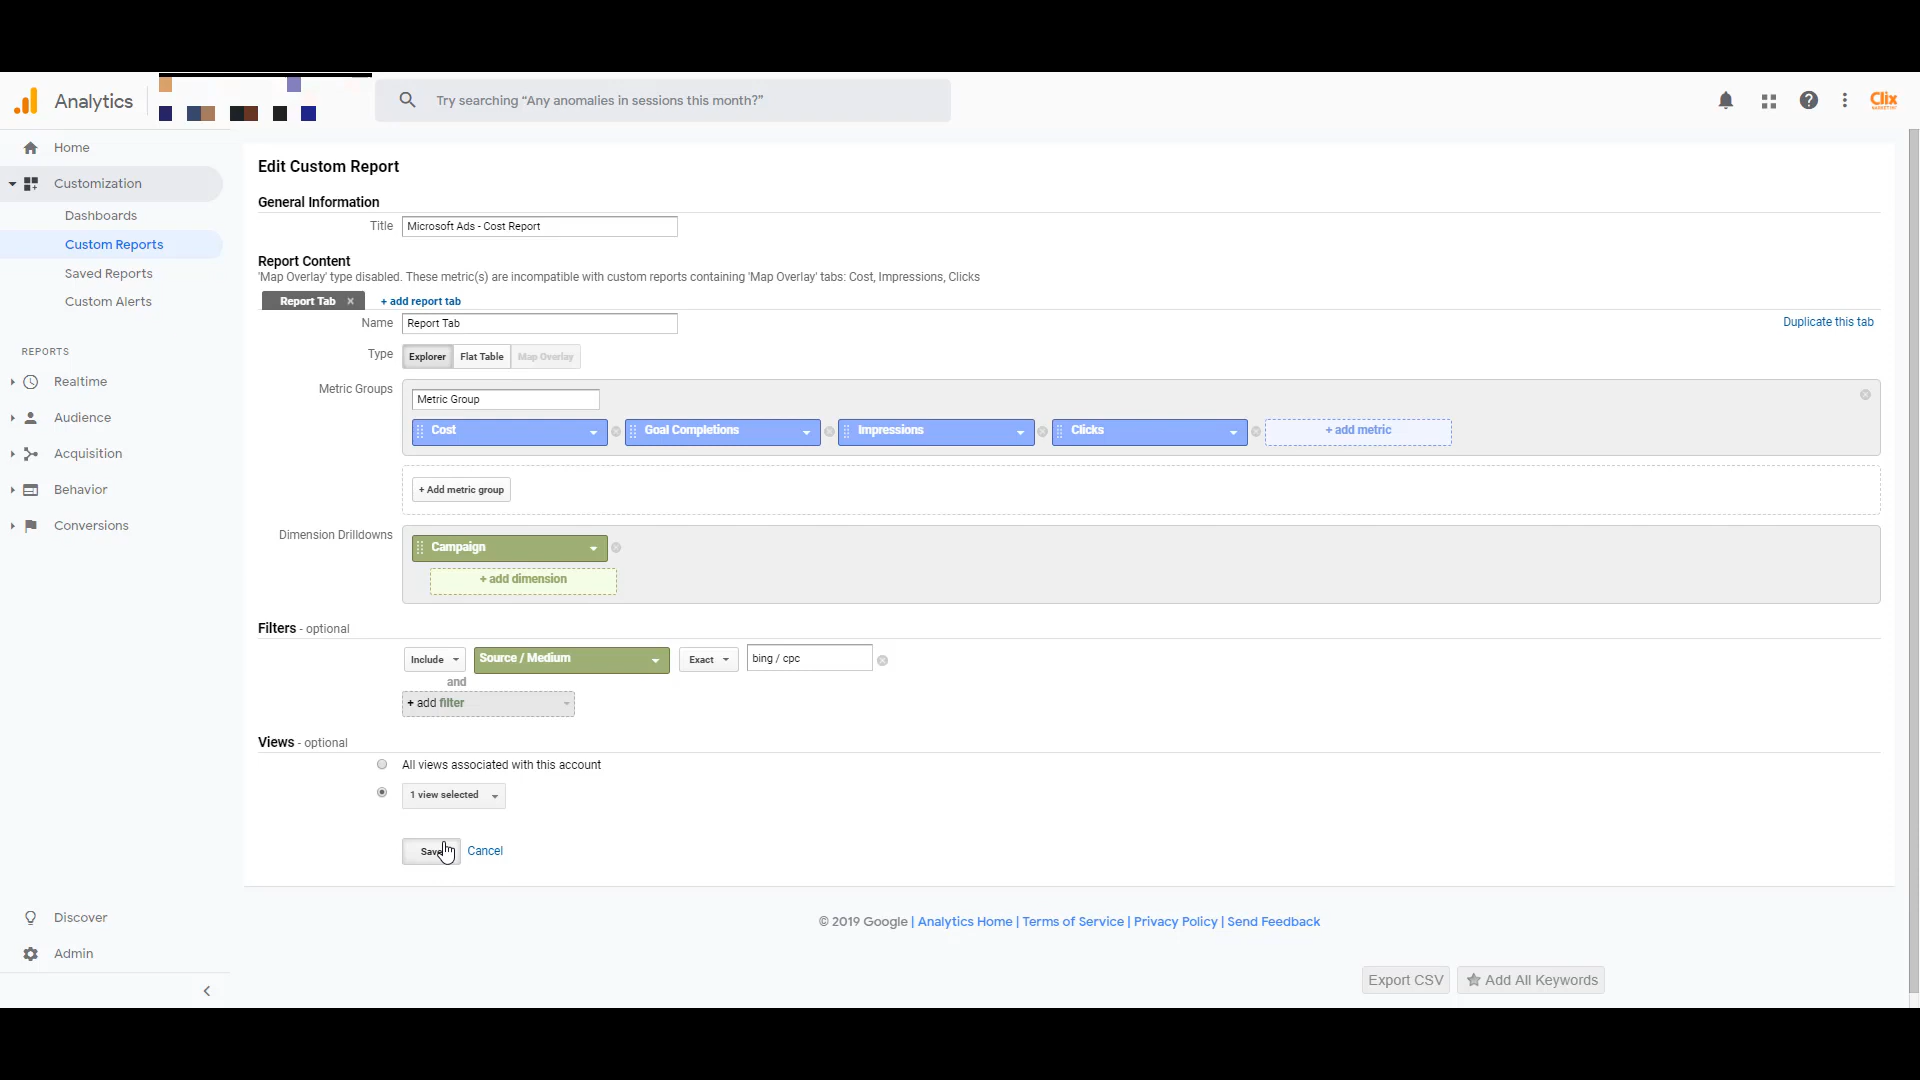 Analytics
Try searching “Any anomalies in sessions this month?”
Clix
Home
Customization
Dashboards
Custom Reports
Saved Reports
Custom Alerts
REPORTS
Realtime
Audience
Acquisition
Behavior
Conversions
Discover
Admin
Edit Custom Report
General Information
Title Microsoft Ads - Cost Report
Report Content
'Map Overlay' type disabled. These metric(s) are incompatible with custom reports containing 'Map Overlay' tabs: Cost, Impressions, Clicks
Report Tab × + add report tab
Name Report Tab Duplicate this tab
Type Explorer Flat Table Map Overlay
Metric Groups
Metric Group
Cost Goal Completions Impressions Clicks + add metric
+ Add metric group
Dimension Drilldowns
Campaign
+ add dimension
Filters - optional
Include Source / Medium Exact bing / cpc
and
+ add filter
Views - optional
All views associated with this account
1 view selected
Save Cancel
© 2019 Google | Analytics Home | Terms of Service | Privacy Policy | Send Feedback
Export CSV Add All Keywords